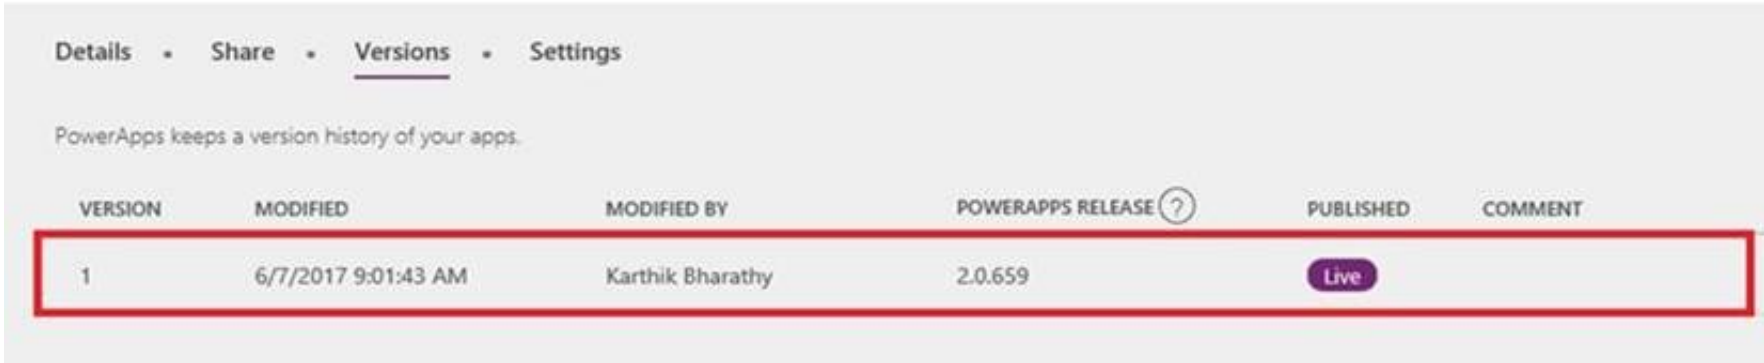 Details • Share • Versions • Settings
PowerApps keeps a version history of your apps.
VERSION MODIFIED MODIFIED BY POWERAPPS RELEASE ? PUBLISHED COMMENT
1 6/7/2017 9:01:43 AM Karthik Bharathy 2.0.659 Live